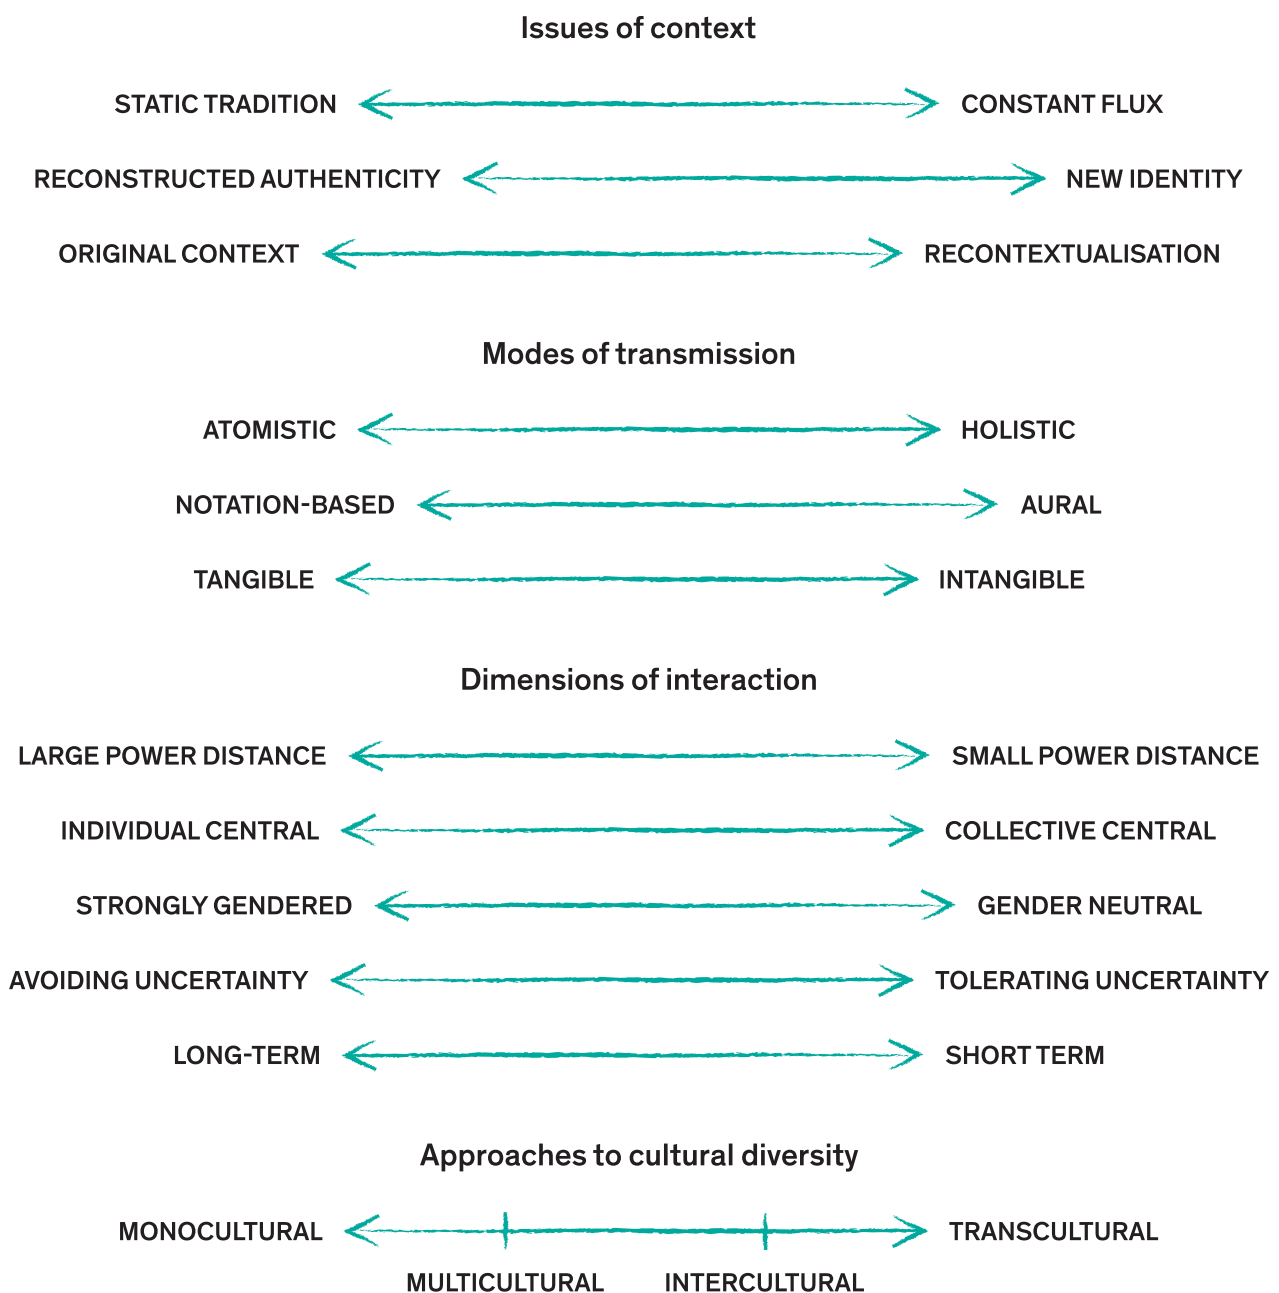 Issues of context
STATIC TRADITION CONSTANT FLUX
RECONSTRUCTED AUTHENTICITY NEW IDENTITY
ORIGINAL CONTEXT RECONTEXTUALISATION
Modes of transmission
ATOMISTIC HOLISTIC
NOTATION-BASED AURAL
TANGIBLE INTANGIBLE
Dimensions of interaction
LARGE POWER DISTANCE SMALL POWER DISTANCE
INDIVIDUAL CENTRAL COLLECTIVE CENTRAL
STRONGLY GENDERED GENDER NEUTRAL
AVOIDING UNCERTAINTY TOLERATING UNCERTAINTY
LONG-TERM SHORT TERM
Approaches to cultural diversity
MONOCULTURAL TRANSCULTURAL
MULTICULTURAL INTERCULTURAL